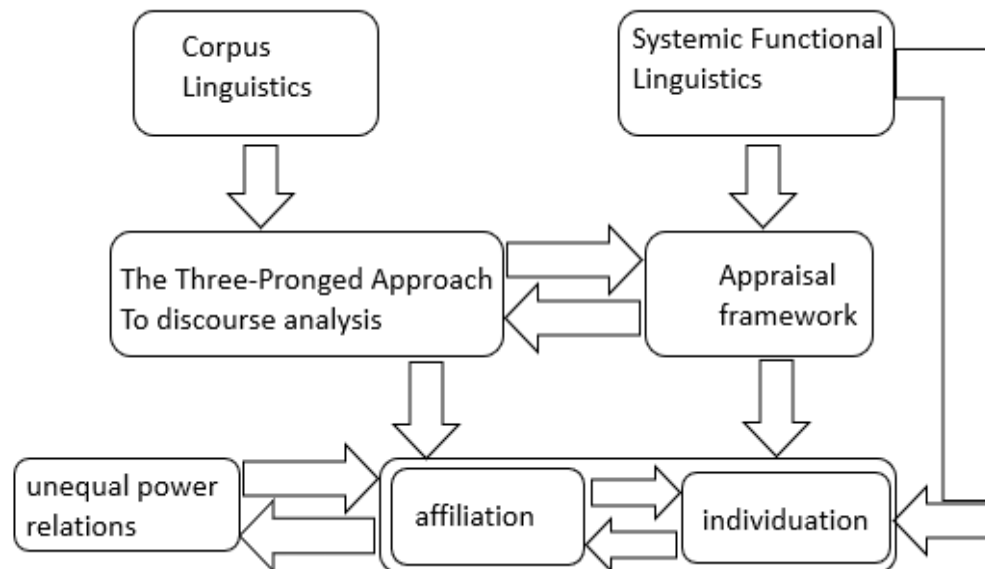 Corpus
Linguistics
Systemic Functional
Linguistics
The Three-Pronged Approach
To discourse analysis
Appraisal
framework
unequal power
relations
affiliation
individuation